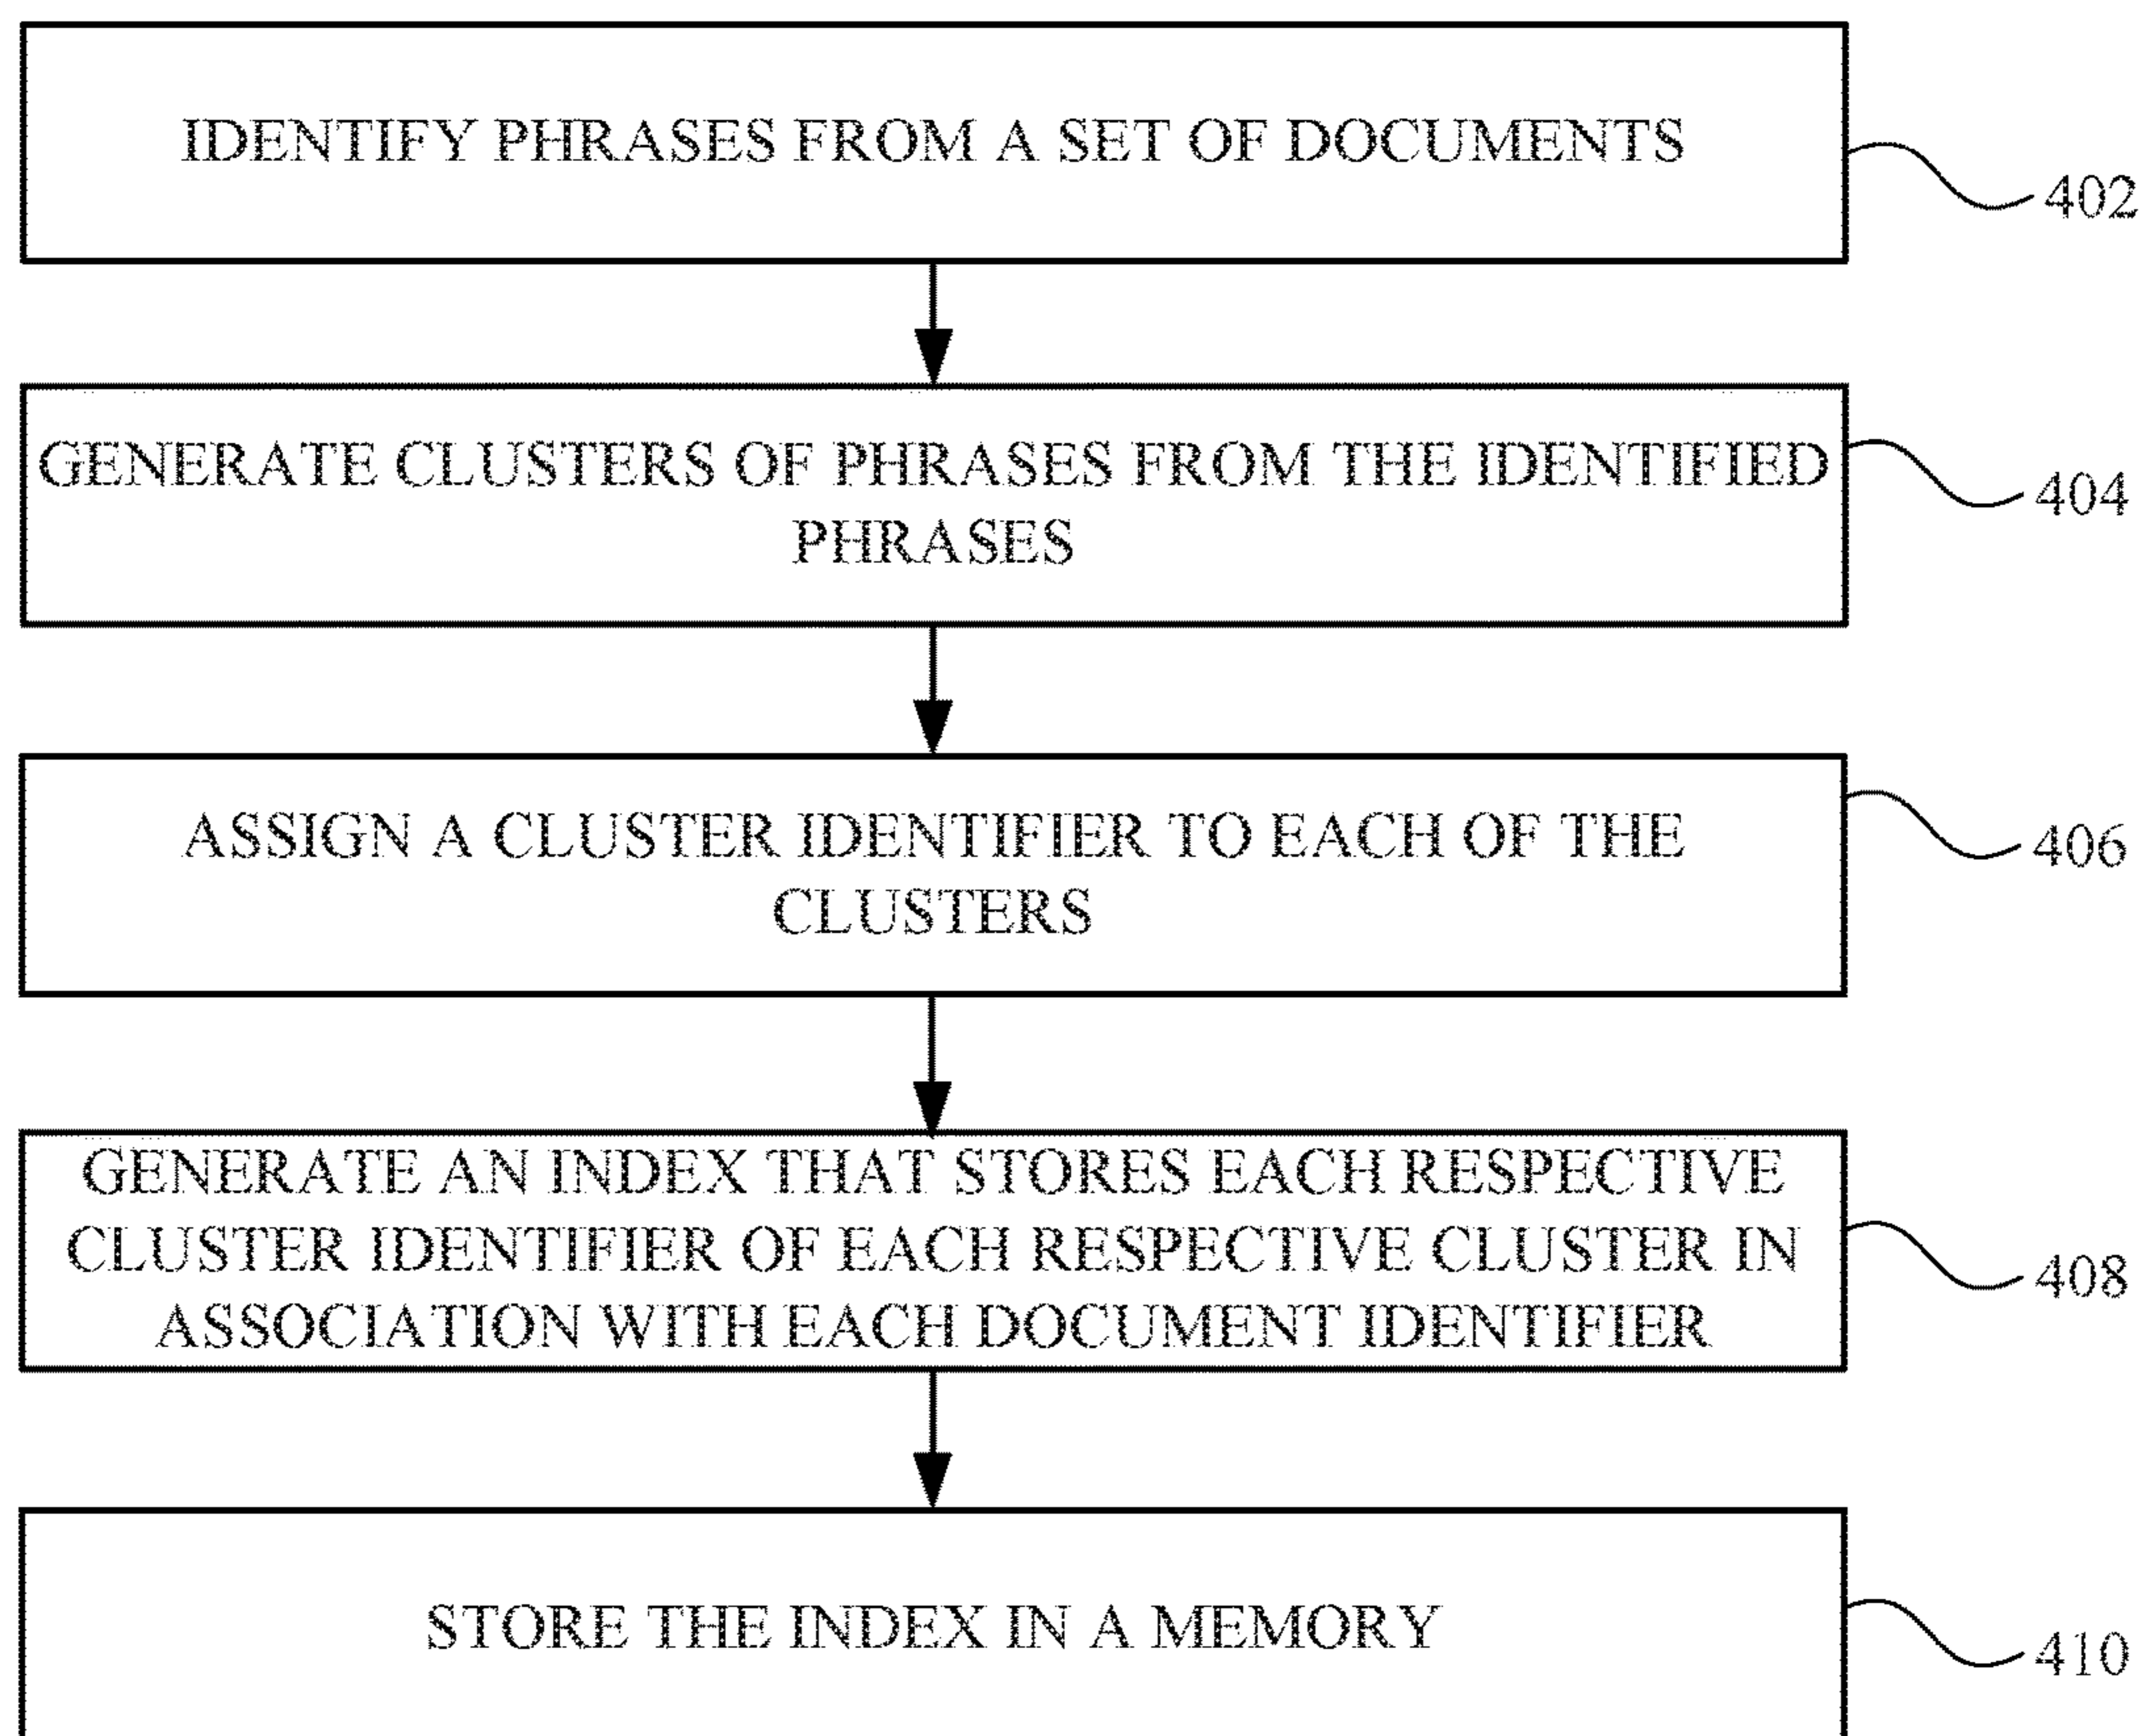 IDENTIFY PHRASES FROM A SET OF DOCUMENTS
402
GENERATE CLUSTERS OF PHRASES FROM THE IDENTIFIED
PHRASES
404
ASSIGN A CLUSTER IDENTIFIER TO EACH OF THE
CLUSTERS
406
GENERATE AN INDEX THAT STORES EACH RESPECTIVE
CLUSTER IDENTIFIER OF EACH RESPECTIVE CLUSTER IN
ASSOCIATION WITH EACH DOCUMENT IDENTIFIER
408
STORE THE INDEX IN A MEMORY
410